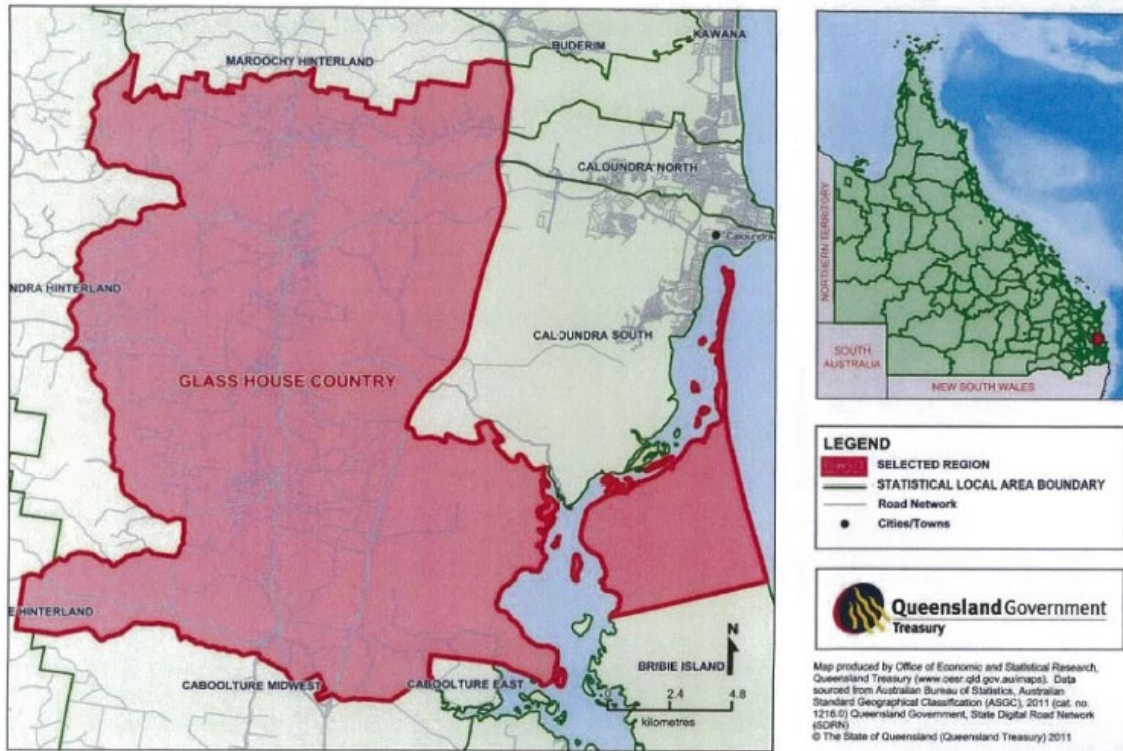 KAWANA
BUDERIM
MAROOCHY HINTERLAND
CALOUNDRA NORTH
Caloundra
NDRA HINTERLAND
CALOUNDRA SOUTH
GLASS HOUSE COUNTRY
E HINTERLAND
N
BRIBIE ISLAND
CABOOLTURE MIDWEST
CABOOLTURE EAST
0 2.4 4.8
kilometres
NORTHERN TERRITORY
SOUTH
AUSTRALIA
NEW SOUTH WALES
LEGEND
SELECTED REGION
STATISTICAL LOCAL AREA BOUNDARY
Road Network
Cities/Towns
Queensland Government
Treasury
Map produced by Office of Economic and Statistical Research,
Queensland Treasury (www.oesr.qld.gov.au/maps). Data
sourced from Australian Bureau of Statistics, Australian
Standard Geographical Classification (ASGC), 2011 (cat. no.
1216.0) Queensland Government, State Digital Road Network
(SDRN)
© The State of Queensland (Queensland Treasury) 2011